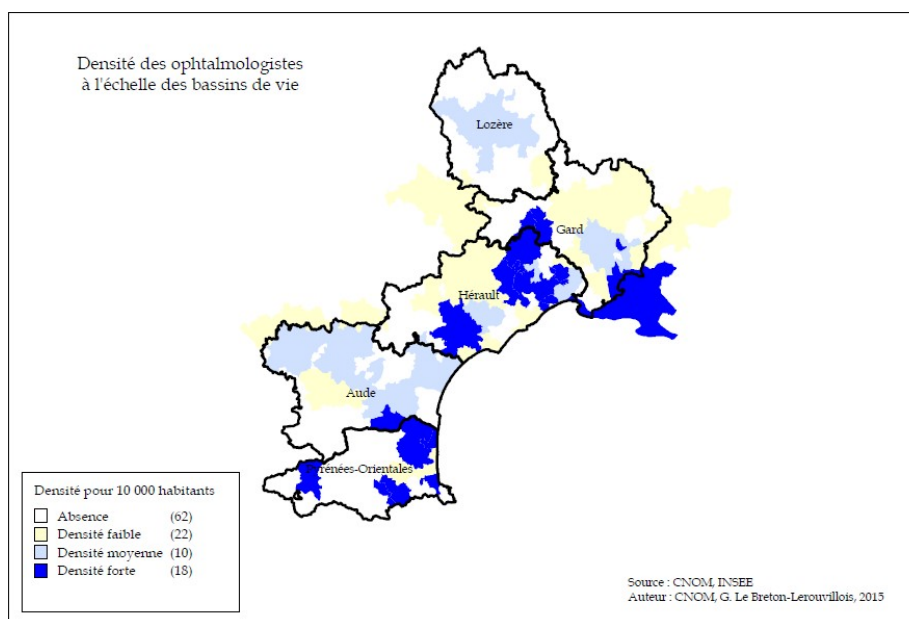 Densité des ophtalmologistes
à l'échelle des bassins de vie
Lozère
Gard
Hérault
Aude
Pyrénées-Orientales
Densité pour 10 000 habitants
Absence (62)
Densité faible (22)
Densité moyenne (10)
Densité forte (18)
Source : CNOM, INSEE
Auteur : CNOM, G. Le Breton-Lerouvillois, 2015